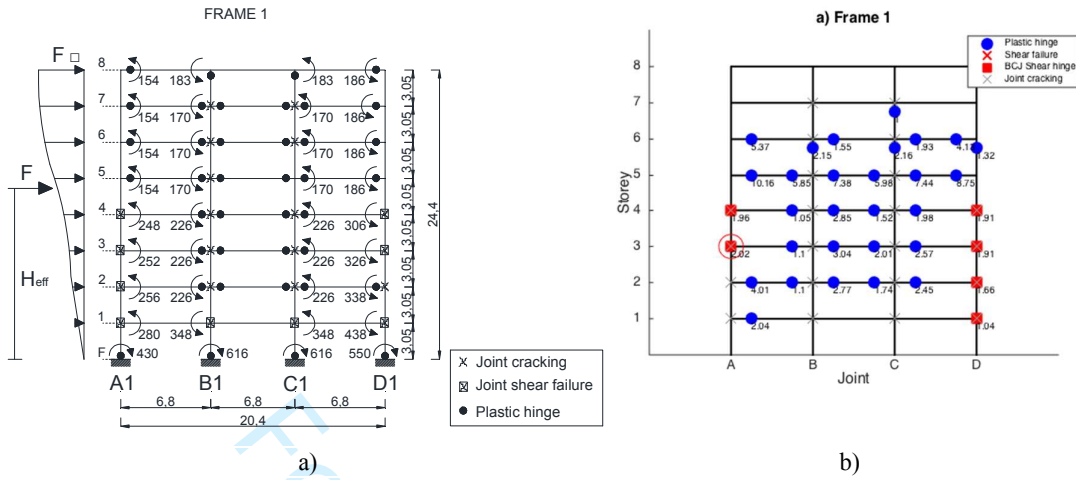 FRAME 1
F □
8 154 183 183 186 3.05
7 154 170 170 186 3.05
6 154 170 170 186 3.05
F 5 154 170 170 186 3.05
4 248 226 226 306 3.05 24,4
3 252 226 226 326 3.05
Heff 2 256 226 226 338 3.05
1 280 348 348 438 3.05
F 430 616 616 550
A1 B1 C1 D1
6,8 6,8 6,8
20,4
Joint cracking
Joint shear failure
Plastic hinge
a)
a) Frame 1
Plastic hinge
Shear failure
BCJ Shear hinge
Joint cracking
Storey
8
7
1
6 5.37 2.15 1.55 2.16 1.93 1.32
5 10.16 5.85 7.38 5.98 7.44 8.75
4 1.96 1.05 2.85 1.52 1.98 1.91
3 2.02 1.1 3.04 2.01 2.57 1.91
2 4.01 1.1 2.77 1.74 2.45 1.66
1 2.04 1.04
A B C D
Joint
b)